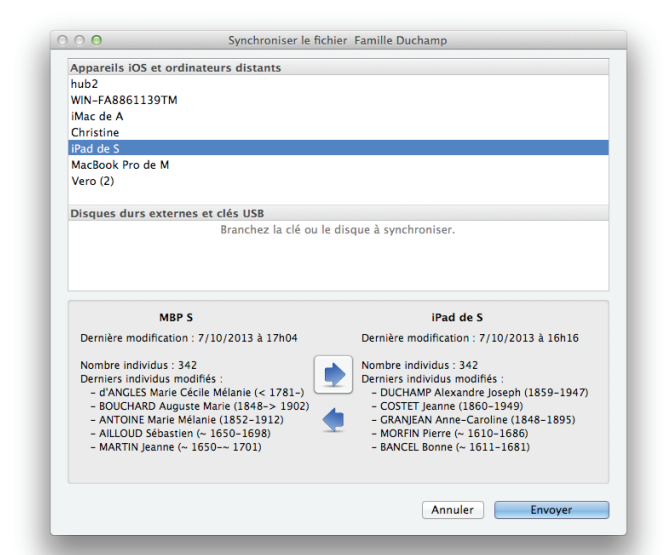 Synchroniser le fichier Famille Duchamp
Appareils iOS et ordinateurs distants
hub2
WIN-FA8861139TM
iMac de A
Christine
iPad de S
MacBook Pro de M
Vero (2)
Disques durs externes et clés USB
Branchez la clé ou le disque à synchroniser.
MBP S
Dernière modification : 7/10/2013 à 17h04
Nombre individus : 342
Derniers individus modifiés :
– d'ANGLES Marie Cécile Mélanie (< 1781-)
– BOUCHARD Auguste Marie (1848-> 1902)
– ANTOINE Marie Mélanie (1852-1912)
– AILLOUD Sébastien (~ 1650-1698)
– MARTIN Jeanne (~ 1650-~ 1701)
iPad de S
Dernière modification : 7/10/2013 à 16h16
Nombre individus : 342
Derniers individus modifiés :
– DUCHAMP Alexandre Joseph (1859-1947)
– COSTET Jeanne (1860-1949)
– GRANJEAN Anne-Caroline (1848-1895)
– MORFIN Pierre (~ 1610-1686)
– BANCEL Bonne (~ 1611-1681)
Annuler
Envoyer